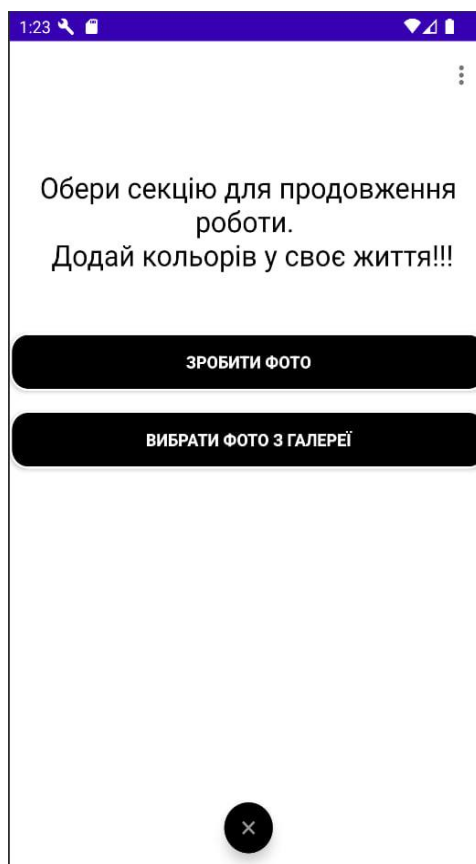 1:23
Обери секцію для продовження
роботи.
Додай кольорів у своє життя!!!
ЗРОБИТИ ФОТО
ВИБРАТИ ФОТО З ГАЛЕРЕЇ